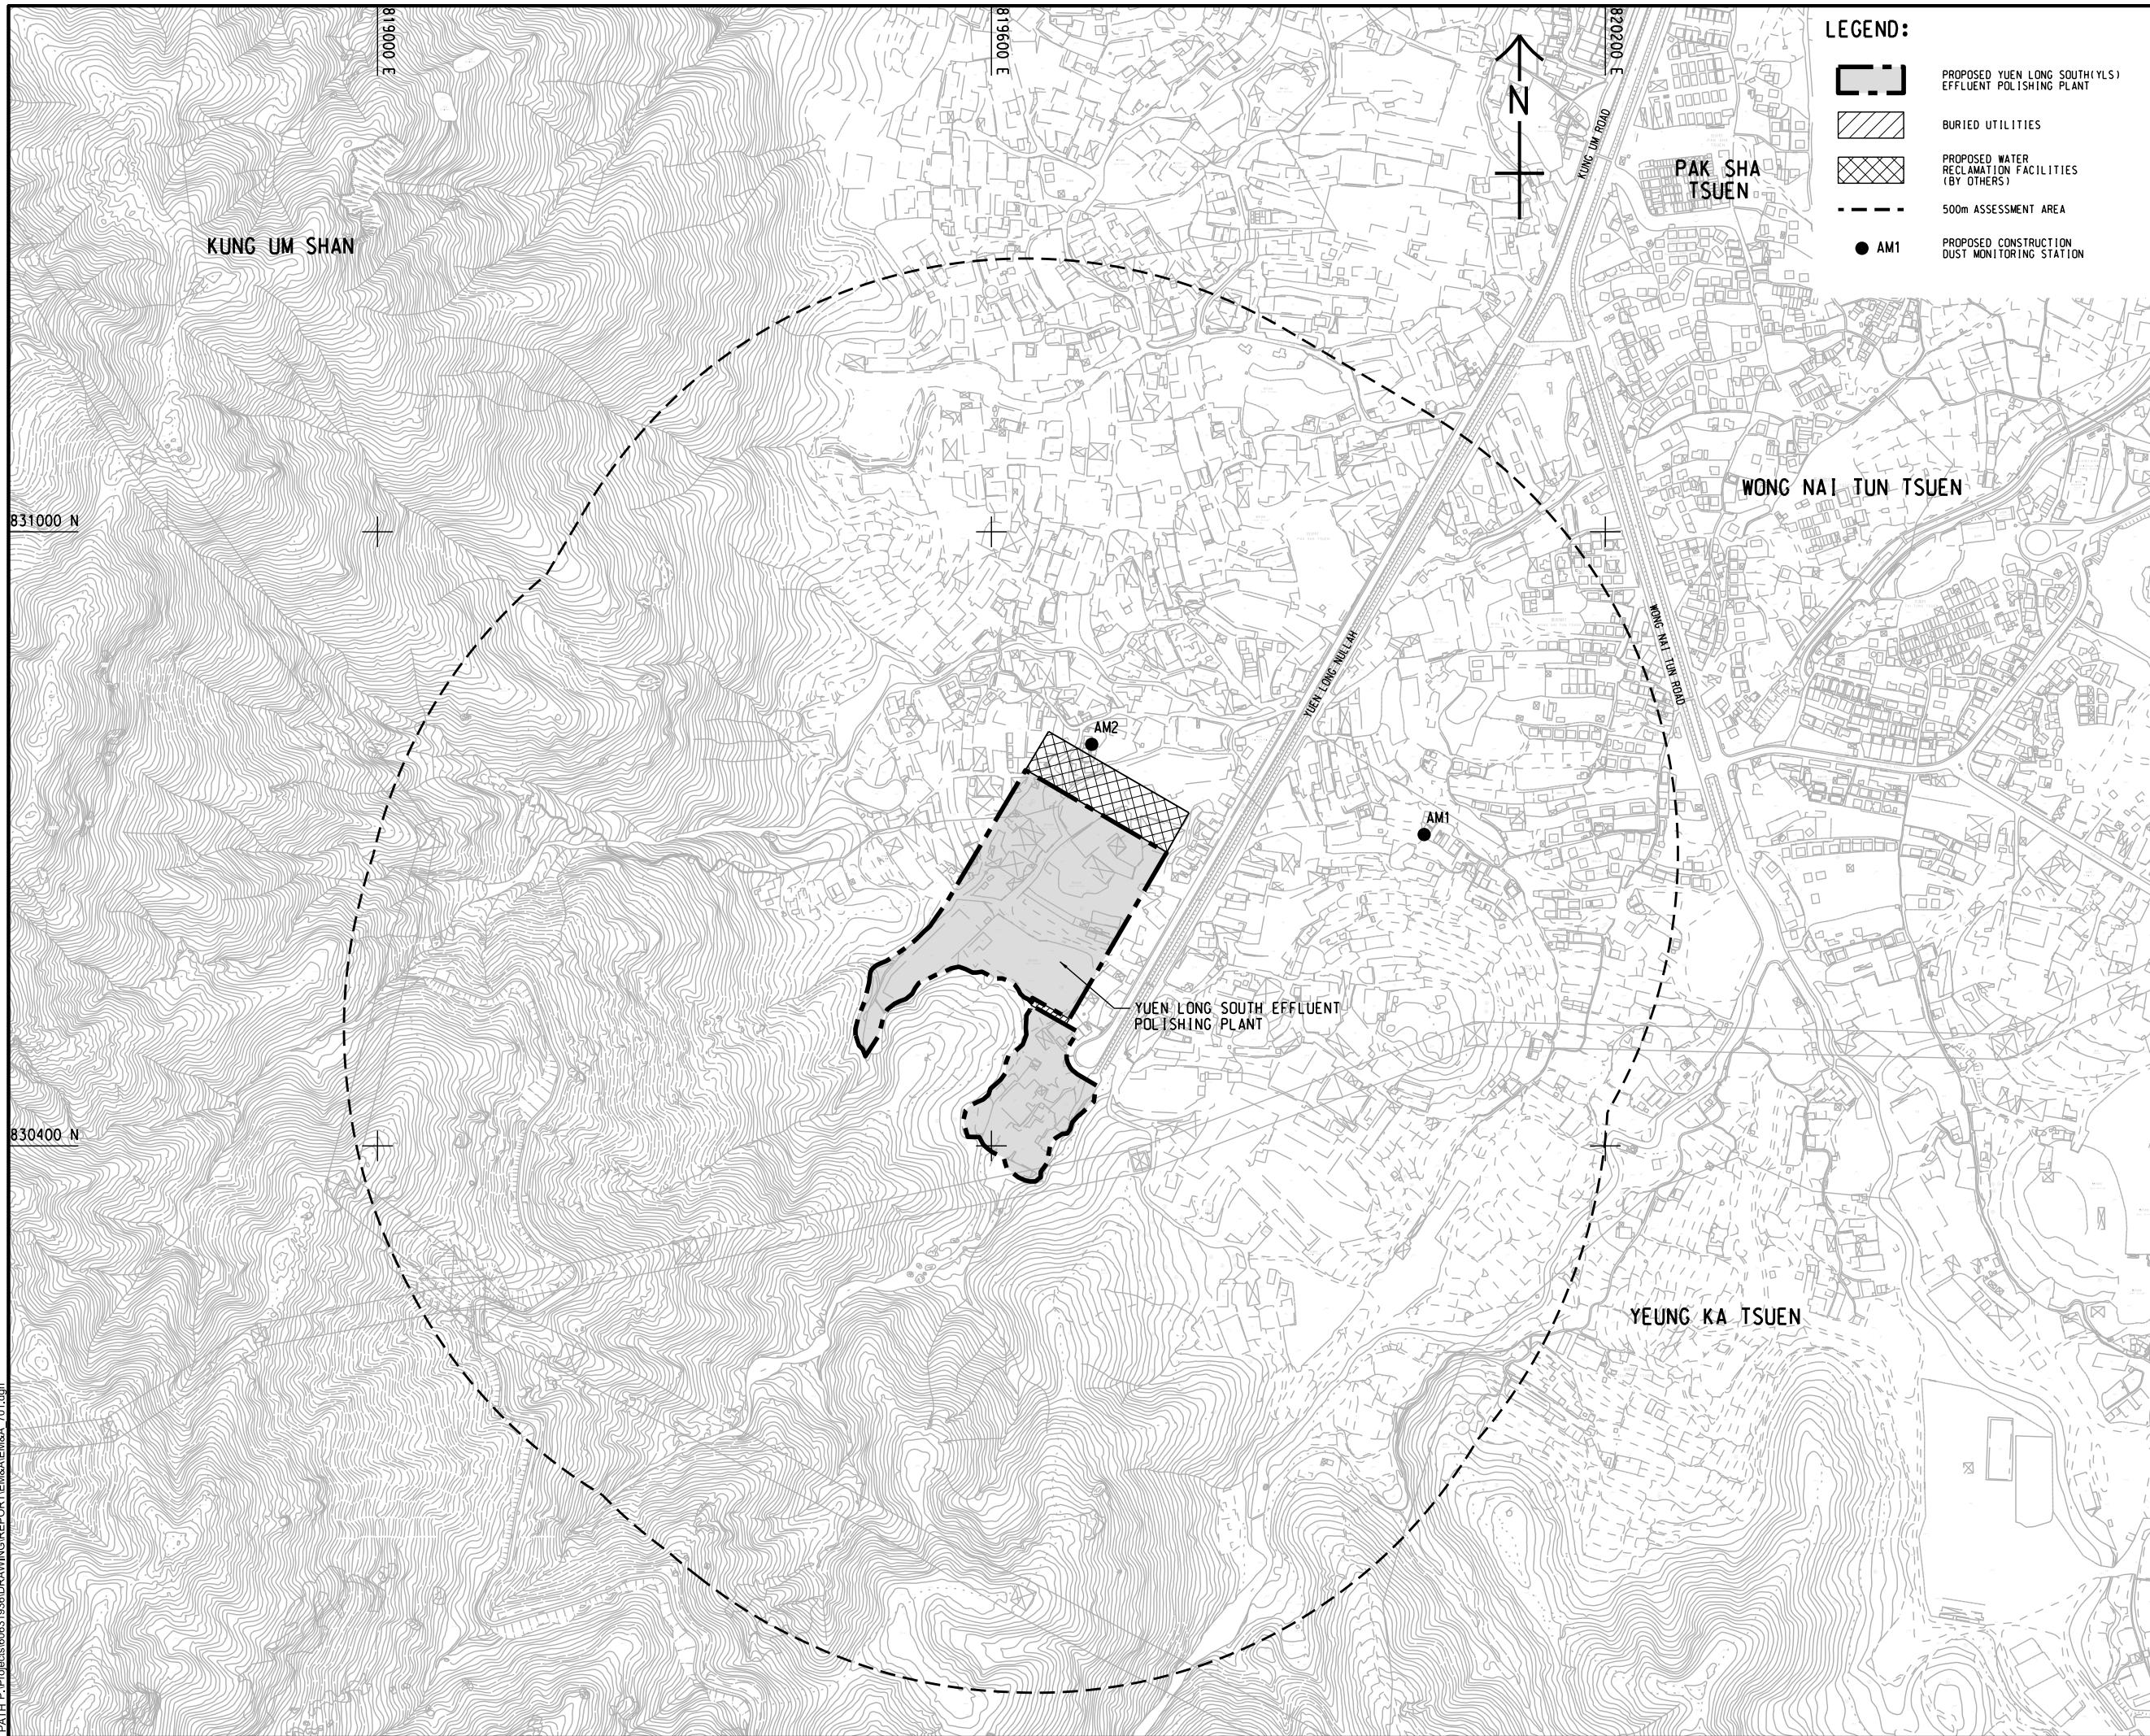 819000 E
819600 E
820200 E
LEGEND:
PROPOSED YUEN LONG SOUTH(YLS)
EFFLUENT POLISHING PLANT
BURIED UTILITIES
PROPOSED WATER
RECLAMATION FACILITIES
(BY OTHERS)
500m ASSESSMENT AREA
AM1
PROPOSED CONSTRUCTION
DUST MONITORING STATION
N
KUNG UM ROAD
PAK SHA
TSUEN
KUNG UM SHAN
WONG NAI TUN TSUEN
831000 N
WONG NAI TUN ROAD
YUEN LONG NULLAH
AM2
AM1
YUEN LONG SOUTH EFFLUENT
POLISHING PLANT
830400 N
YEUNG KA TSUEN